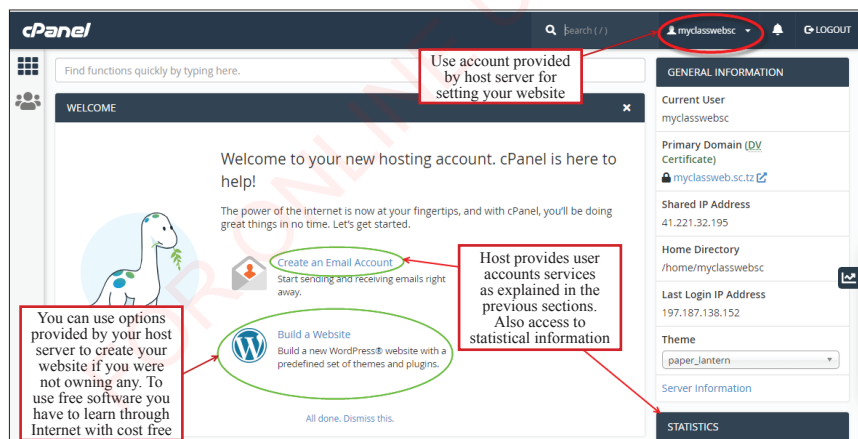 cPanel
Search ( / )
myclasswebsc
LOGOUT
Find functions quickly by typing here.
Use account provided
by host server for
setting your website
WELCOME
Welcome to your new hosting account. cPanel is here to
help!
The power of the internet is now at your fingertips, and with cPanel, you'll be doing
great things in no time. Let's get started.
Create an Email Account
Start sending and receiving emails right
away.
Build a Website
Build a new WordPress® website with a
predefined set of themes and plugins.
All done. Dismiss this.
Host provides user
accounts services
as explained in the
previous sections.
Also access to
statistical information
You can use options
provided by your host
server to create your
website if you were
not owning any. To
use free software you
have to learn through
Internet with cost free
GENERAL INFORMATION
Current User
myclasswebsc
Primary Domain (DV
Certificate)
myclassweb.sc.tz
Shared IP Address
41.221.32.195
Home Directory
/home/myclasswebsc
Last Login IP Address
197.187.138.152
Theme
paper_lantern
Server Information
STATISTICS
FOR ONLINE U